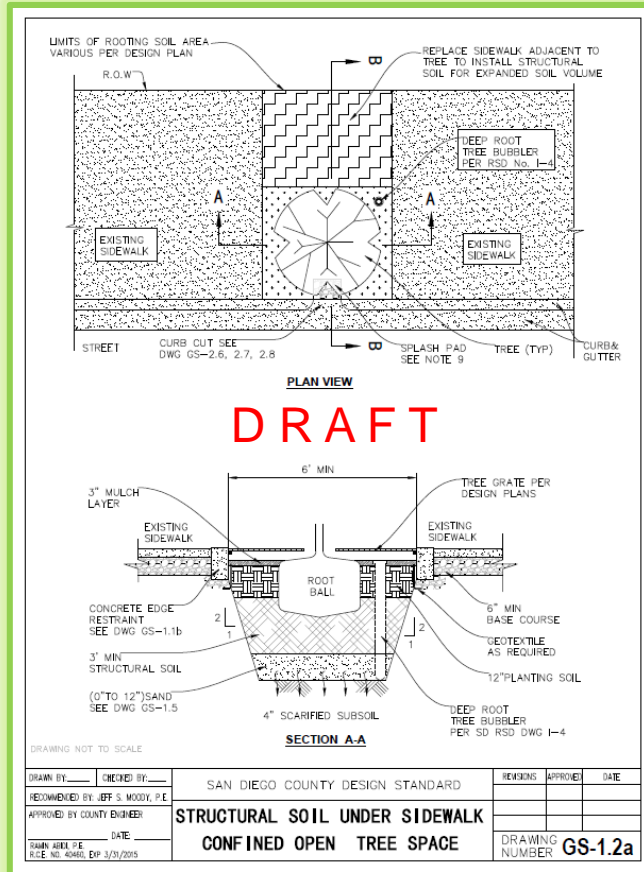 LIMITS OF ROOTING SOIL AREA
VARIOUS PER DESIGN PLAN
R.O.W
B
REPLACE SIDEWALK ADJACENT TO
TREE TO INSTALL STRUCTURAL
SOIL FOR EXPANDED SOIL VOLUME
DEEP ROOT
TREE BUBBLER
PER RSD No. I-4
A
A
EXISTING
SIDEWALK
EXISTING
SIDEWALK
STREET
CURB CUT SEE
DWG GS-2.6, 2.7, 2.8
B
SPLASH PAD
SEE NOTE 9
TREE (TYP)
CURB&
GUTTER
PLAN VIEW
DRAFT
6' MIN
3" MULCH
LAYER
TREE GRATE PER
DESIGN PLANS
EXISTING
SIDEWALK
EXISTING
SIDEWALK
ROOT
BALL
CONCRETE EDGE
RESTRAINT
SEE DWG GS-1.1b
2
1
2
1
6" MIN
BASE COURSE
GEOTEXTILE
AS REQUIRED
3' MIN
STRUCTURAL SOIL
12"PLANTING SOIL
(0"TO 12")SAND
SEE DWG GS-1.5
4" SCARIFIED SUBSOIL
DEEP ROOT
TREE BUBBLER
PER SD RSD DWG I-4
SECTION A-A
DRAWING NOT TO SCALE
DRAWN BY:____ CHECKED BY:____
RECOMMENDED BY: JEFF S. MOODY, P.E
APPROVED BY COUNTY ENGINEER
DATE:
RAMIN ABIDI, P.E.
R.C.E. NO. 40460, EXP 3/31/2015
SAN DIEGO COUNTY DESIGN STANDARD
STRUCTURAL SOIL UNDER SIDEWALK
CONFINED OPEN TREE SPACE
REVISIONS APPROVED DATE
DRAWING
NUMBER GS-1.2a